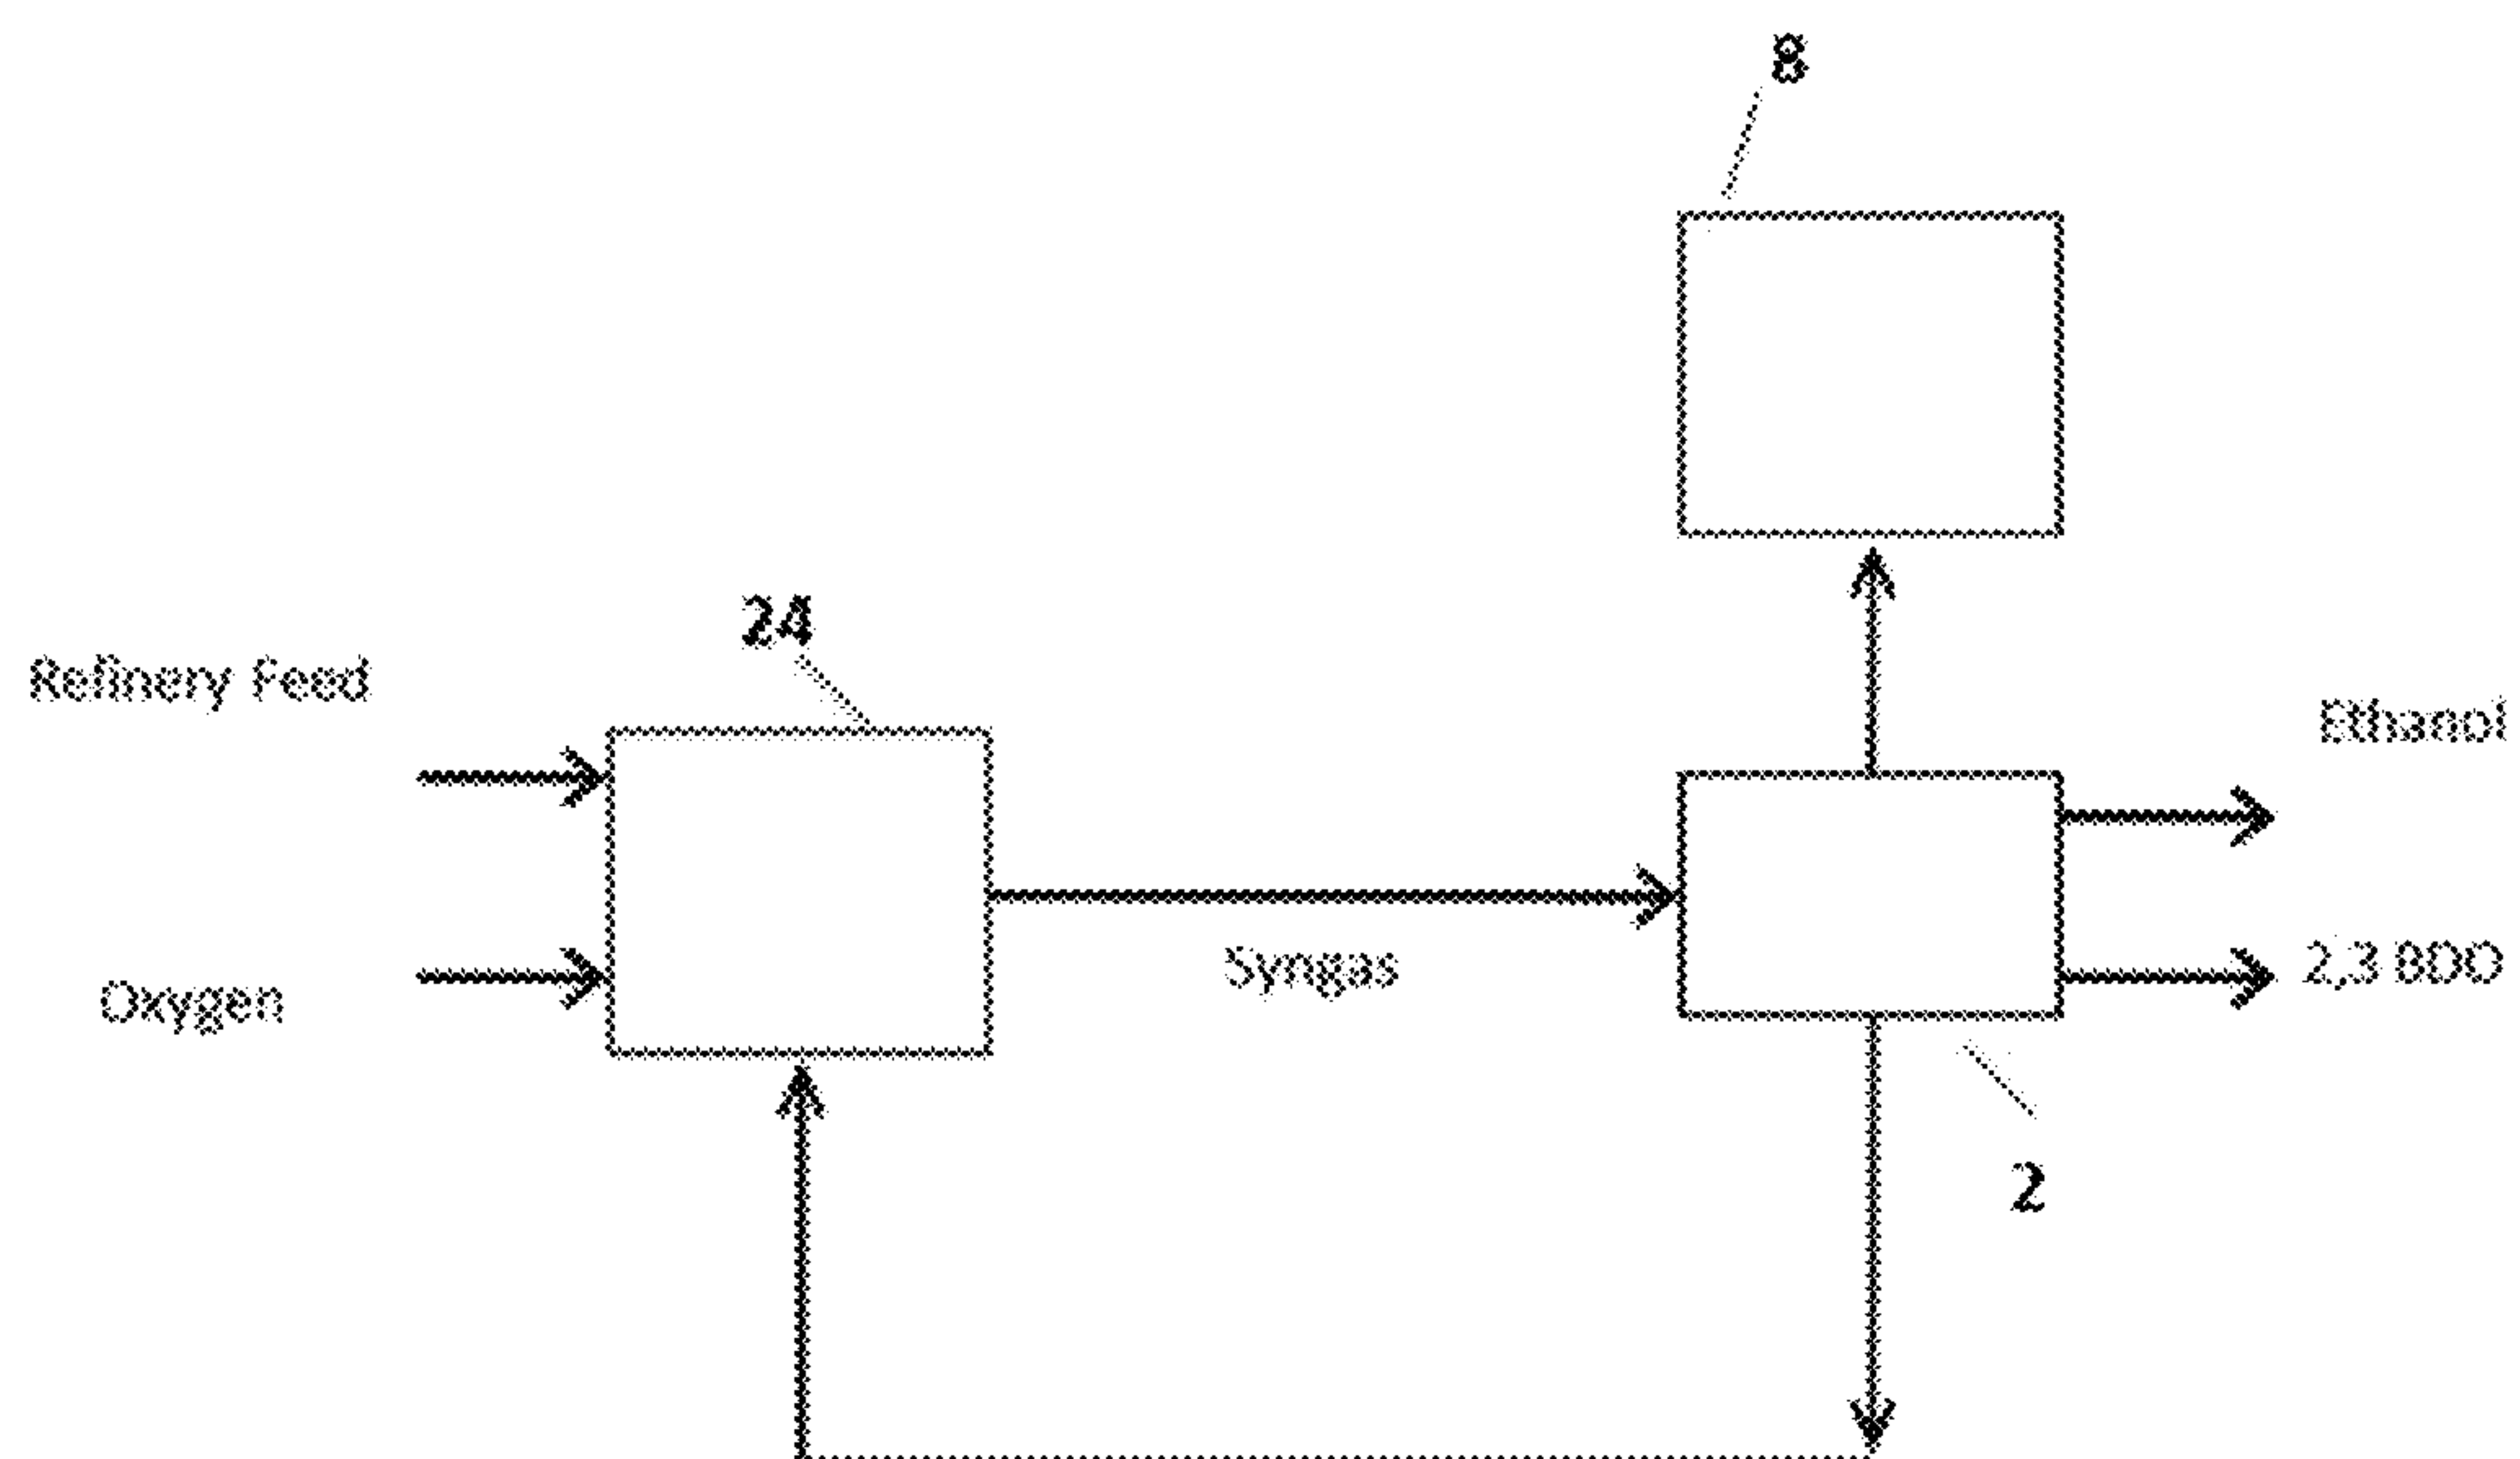 8
24
Refinery Feed
Ethanol
Syngas
2,3 BDO
Oxygen
2